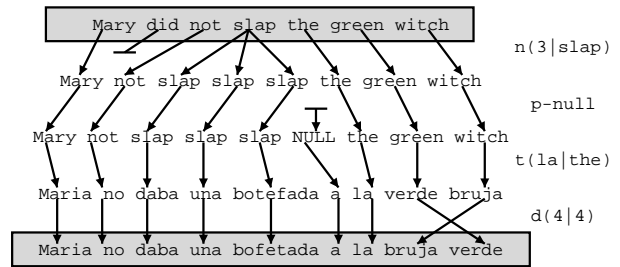 Mary did not slap the green witch
n(3|slap)
Mary not slap slap slap the green witch
p-null
Mary not slap slap slap NULL the green witch
t(la|the)
Maria no daba una botefada a la verde bruja
d(4|4)
Maria no daba una bofetada a la bruja verde